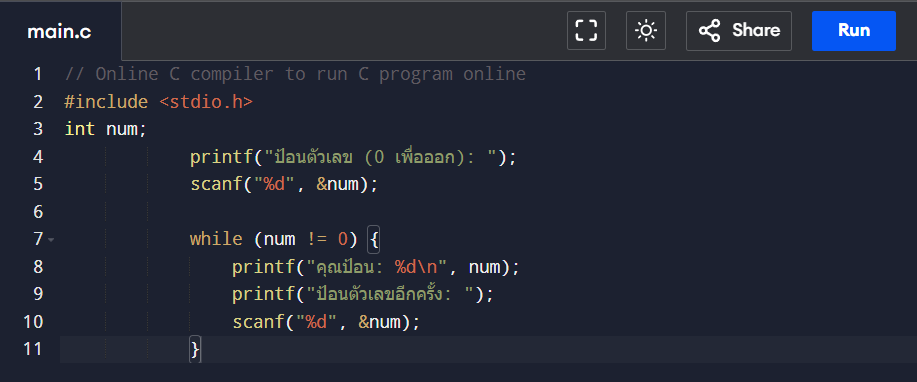 main.c
Share
Run
1 // Online C compiler to run C program online
2 #include <stdio.h>
3 int num;
4 printf("ป้อนตัวเลข (0 เพื่อออก): ");
5 scanf("%d", &num);
6
7 while (num != 0) {
8 printf("คุณป้อน: %d\n", num);
9 printf("ป้อนตัวเลขอีกครั้ง: ");
10 scanf("%d", &num);
11 }